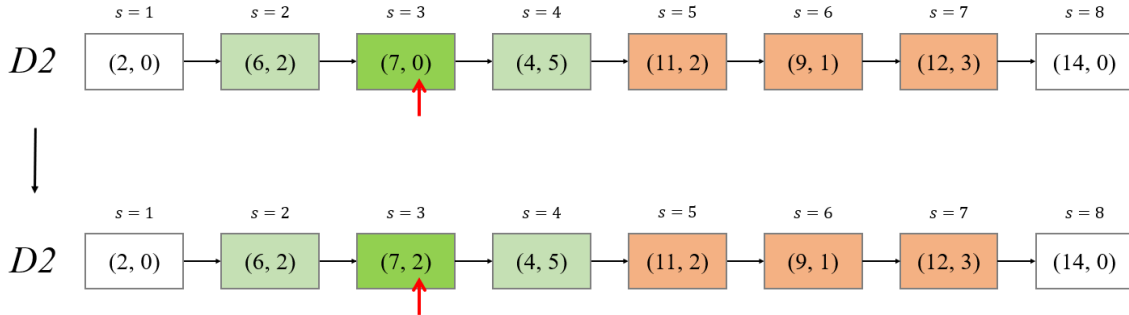 s = 1 s = 2 s = 3 s = 4 s = 5 s = 6 s = 7 s = 8
D2 (2, 0) (6, 2) (7, 0) (4, 5) (11, 2) (9, 1) (12, 3) (14, 0)
s = 1 s = 2 s = 3 s = 4 s = 5 s = 6 s = 7 s = 8
D2 (2, 0) (6, 2) (7, 2) (4, 5) (11, 2) (9, 1) (12, 3) (14, 0)